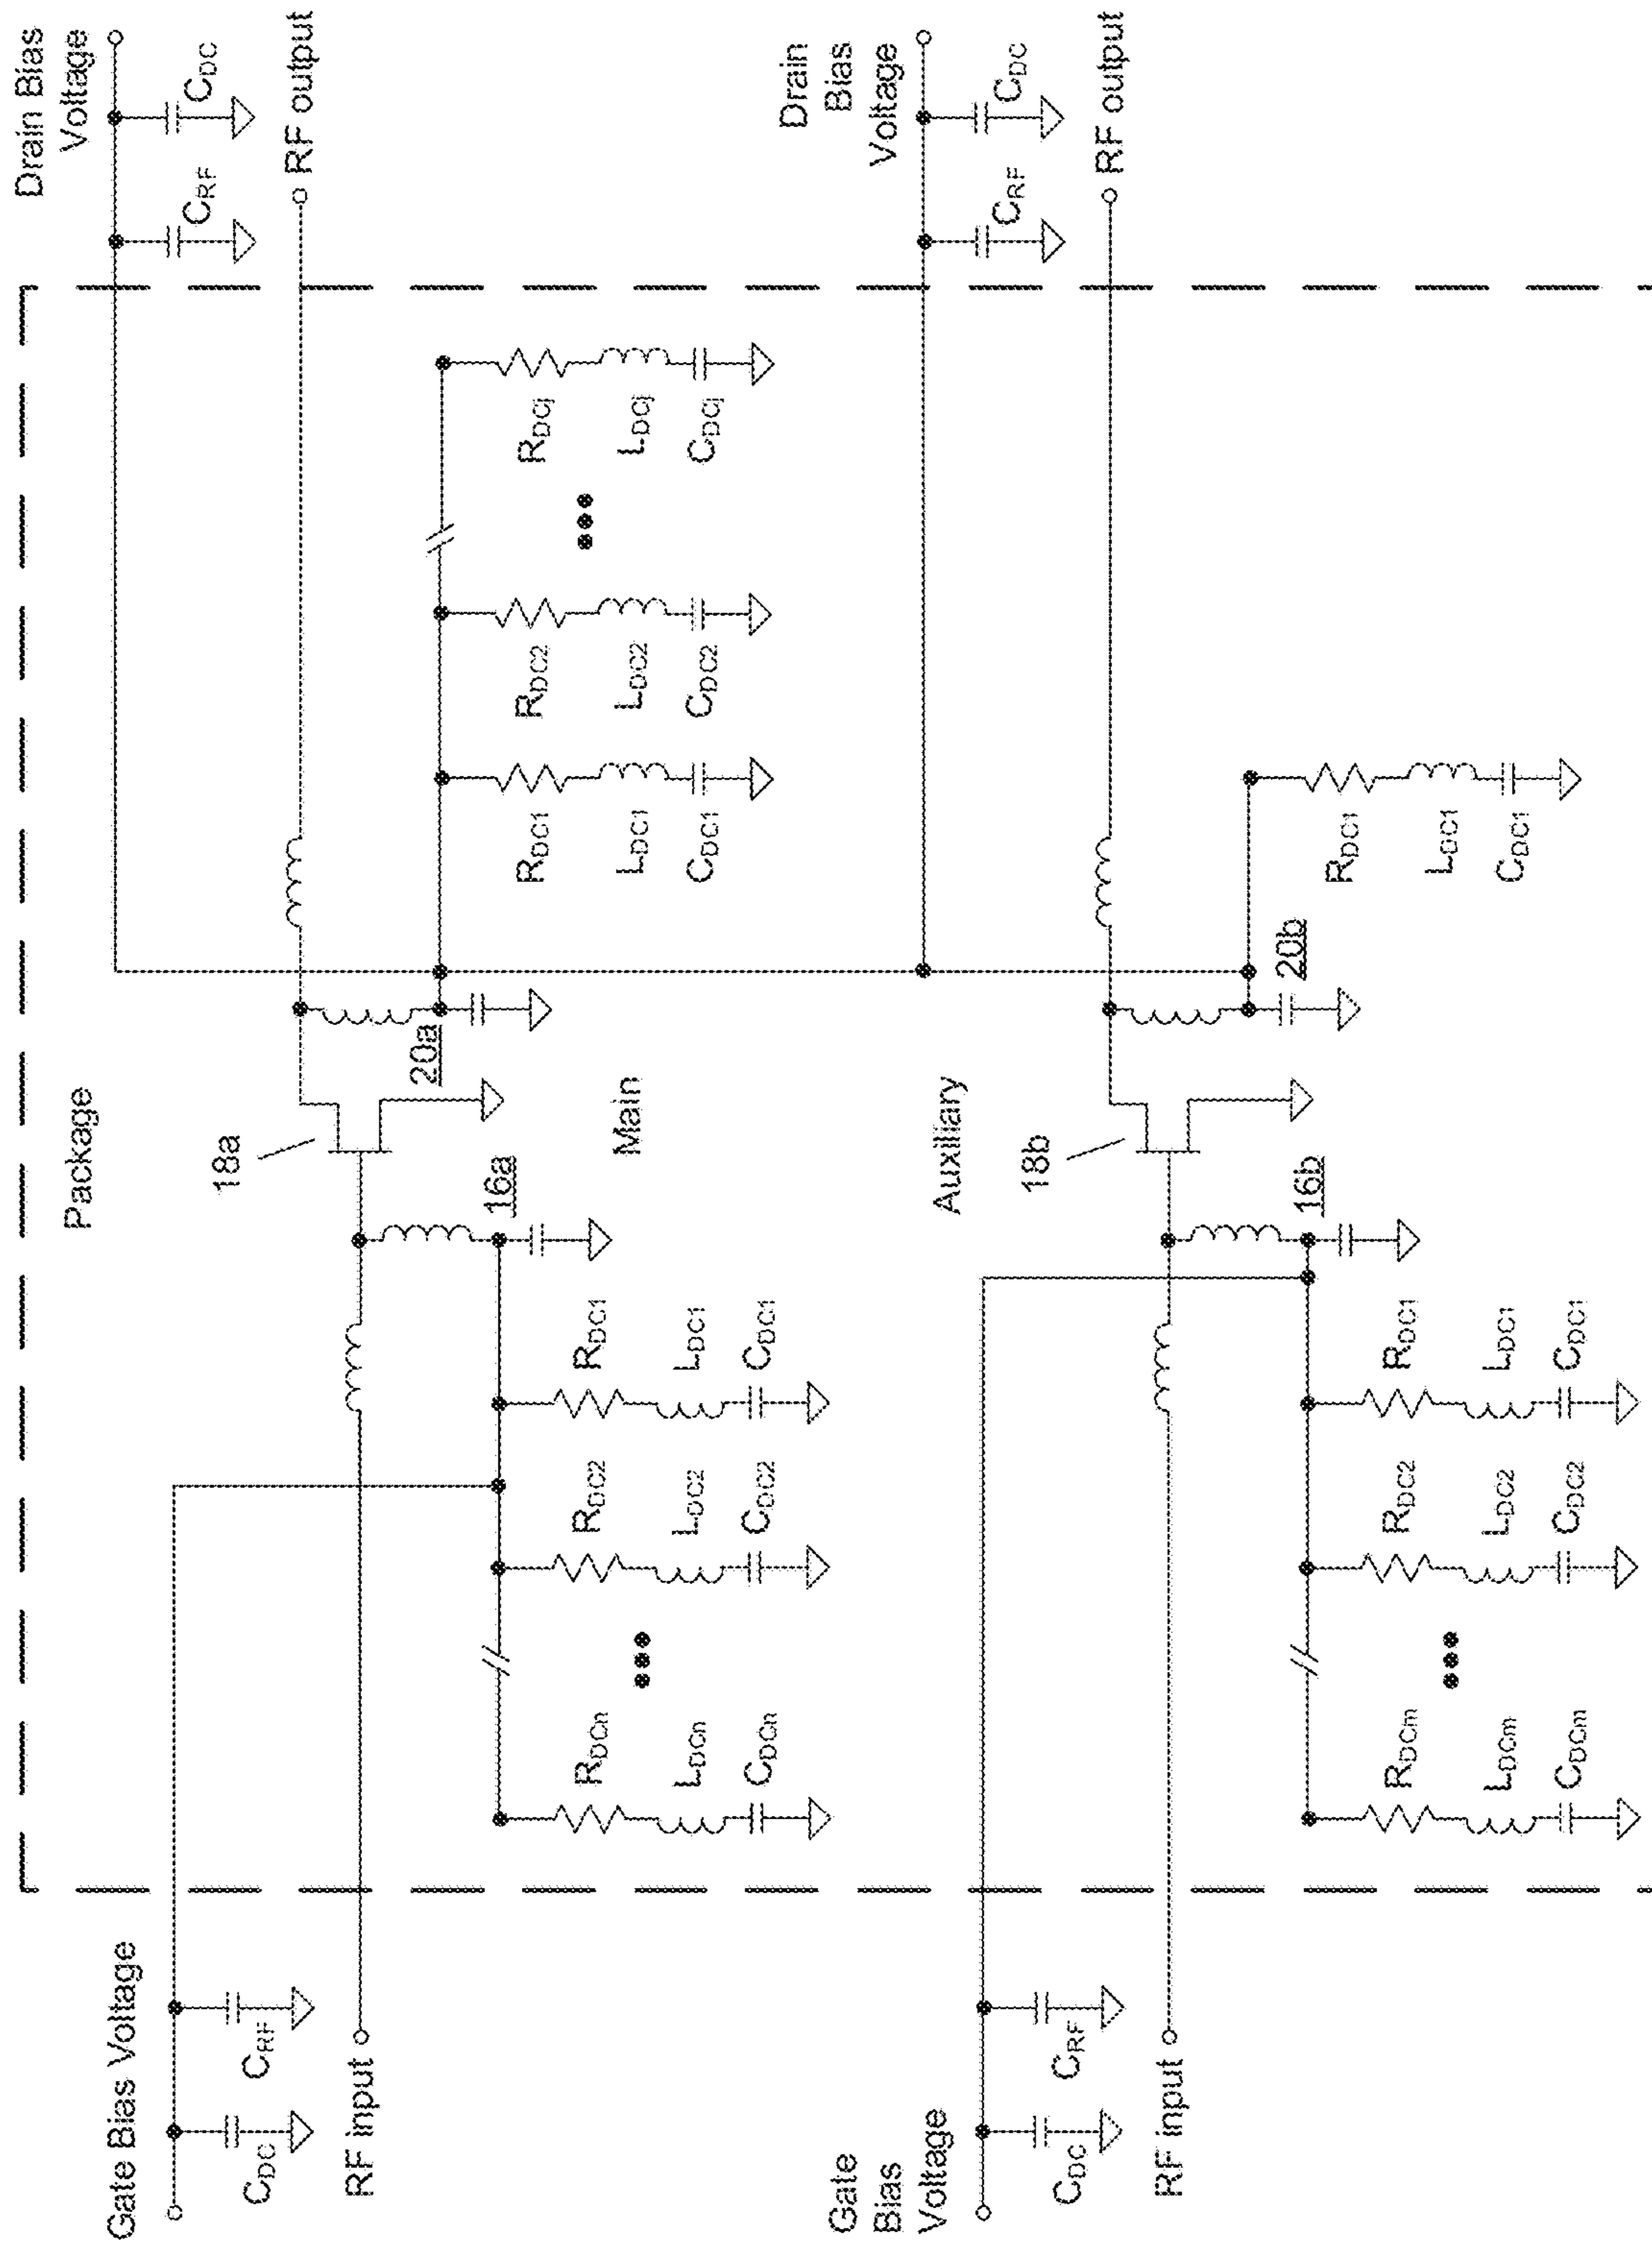 Package
Gate Bias Voltage
C_DC
C_RF
RF input
18a
16a
20a
Main
R_DCn
L_DCn
C_DCn
R_DC2
L_DC2
C_DC2
R_DC1
L_DC1
C_DC1
Drain Bias
Voltage
C_RF
C_DC
RF output
R_DC1
L_DC1
C_DC1
R_DC2
L_DC2
C_DC2
R_DCj
L_DCj
C_DCj
Gate
Bias
Voltage
C_DC
C_RF
RF input
Auxiliary
18b
16b
20b
R_DCm
L_DCm
C_DCm
R_DC2
L_DC2
C_DC2
R_DC1
L_DC1
C_DC1
Drain
Bias
Voltage
C_RF
C_DC
RF output
R_DC1
L_DC1
C_DC1